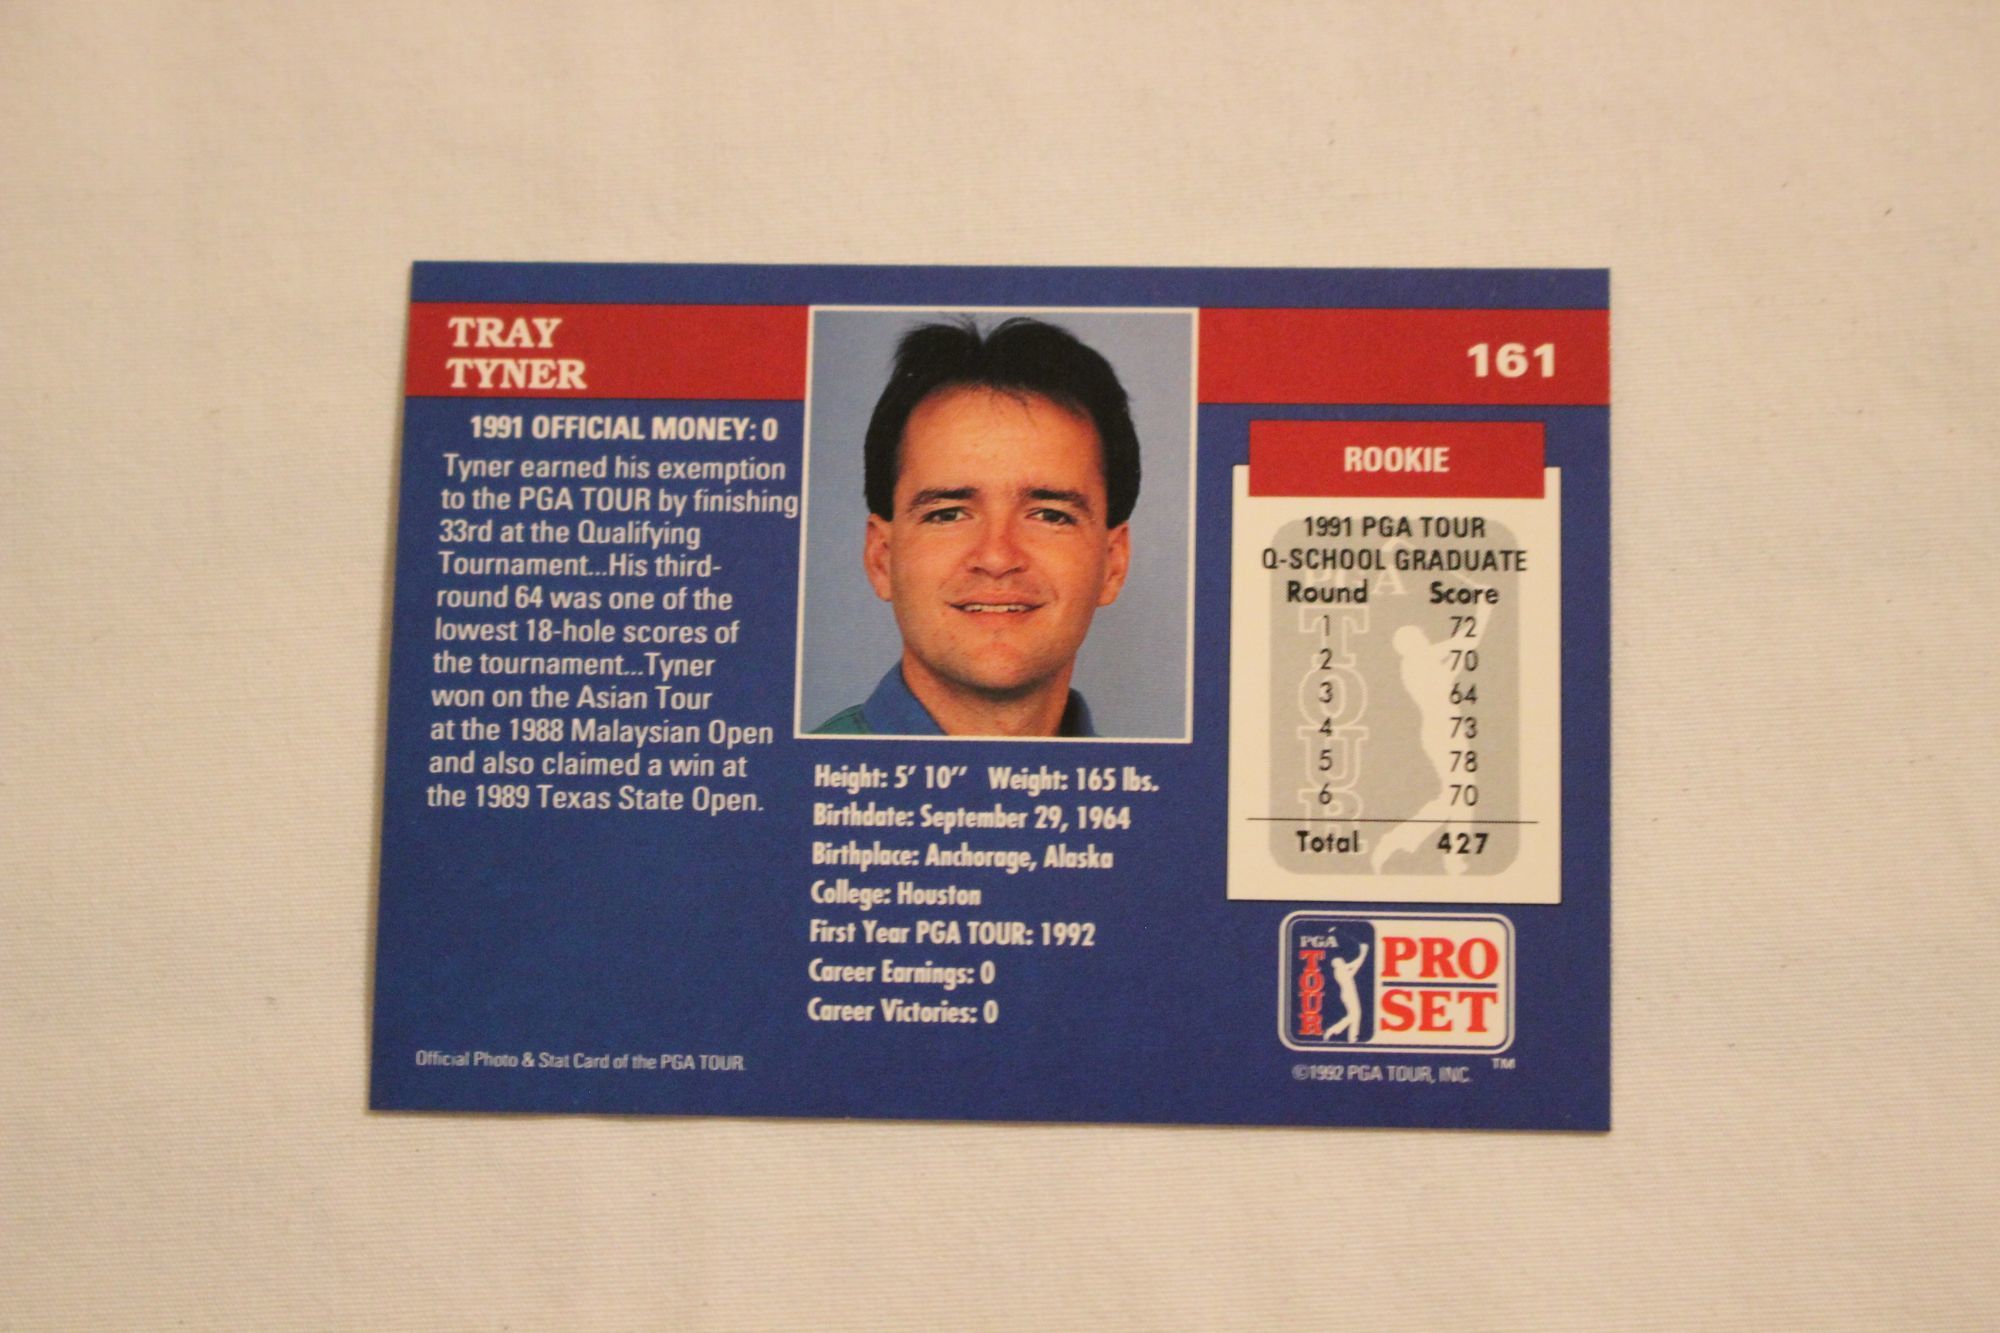 TRAY
TYNER
161
1991 OFFICIAL MONEY: 0
Tyner earned his exemption
to the PGA TOUR by finishing
33rd at the Qualifying
Tournament...His third-
round 64 was one of the
lowest 18-hole scores of
the tournament...Tyner
won on the Asian Tour
at the 1988 Malaysian Open
and also claimed a win at
the 1989 Texas State Open.
Height: 5' 10'' Weight: 165 lbs.
Birthdate: September 29, 1964
Birthplace: Anchorage, Alaska
College: Houston
First Year PGA TOUR: 1992
Career Earnings: 0
Career Victories: 0
ROOKIE
1991 PGA TOUR
Q-SCHOOL GRADUATE
Round Score
1 72
2 70
3 64
4 73
5 78
6 70
Total 427
PGA
TOUR
PGA
TOUR
PRO
SET
TM
Official Photo & Stat Card of the PGA TOUR.
©1992 PGA TOUR, INC.